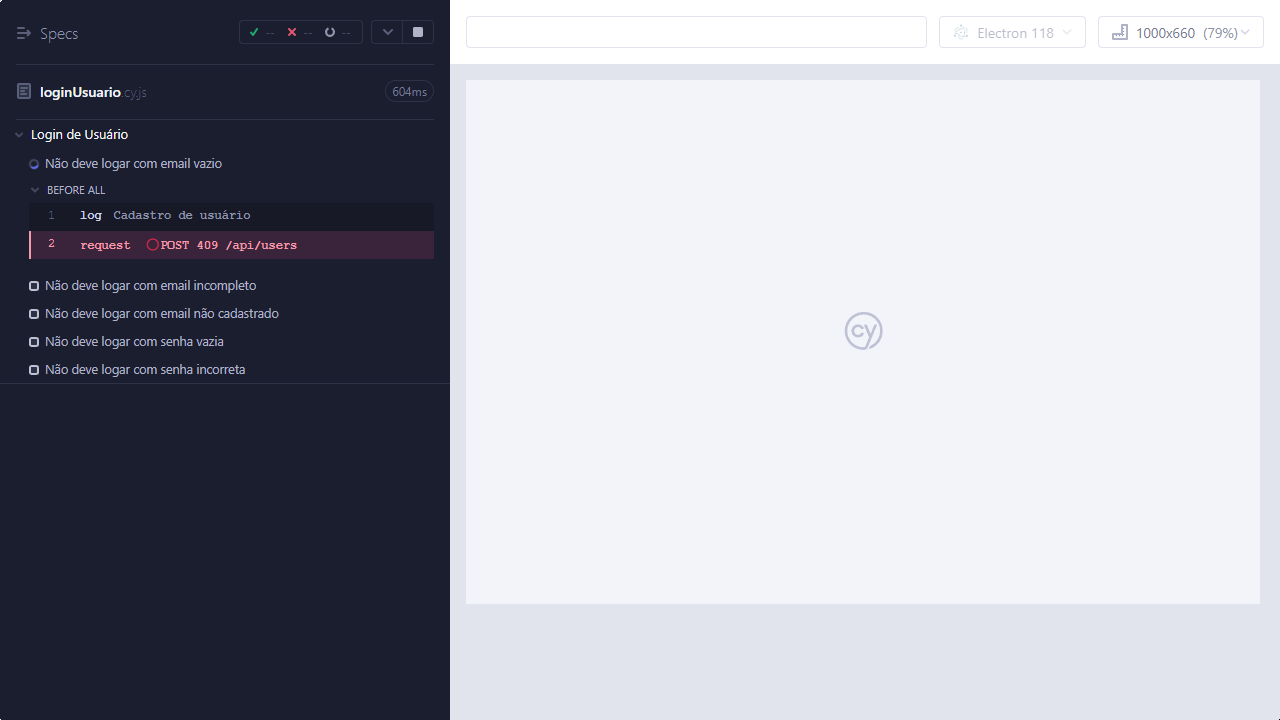 Specs
-- -- --
loginUsuario.cy.js
604ms
Login de Usuário
Não deve logar com email vazio
BEFORE ALL
1 log Cadastro de usuário
2 request POST 409 /api/users
Não deve logar com email incompleto
Não deve logar com email não cadastrado
Não deve logar com senha vazia
Não deve logar com senha incorreta
Electron 118
1000x660 (79%)
cy